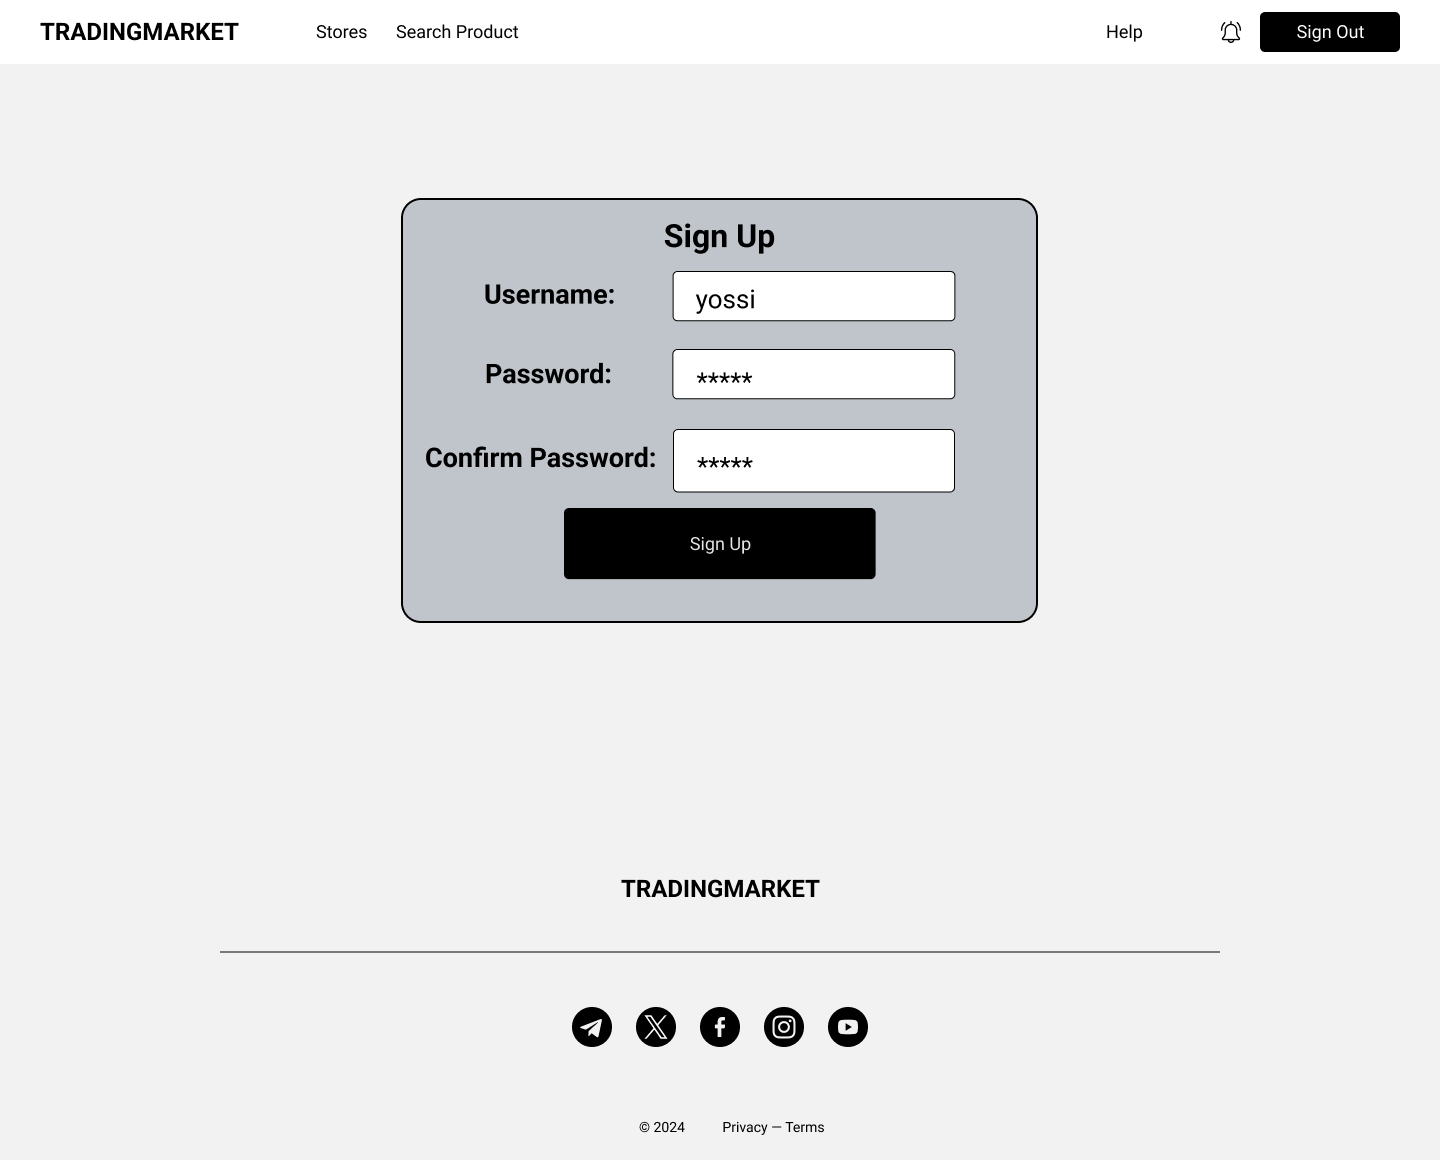 TRADINGMARKET Stores Search Product Help Sign Out
Sign Up
Username: yossi
Password: *****
Confirm Password: *****
Sign Up
TRADINGMARKET
© 2024 Privacy — Terms